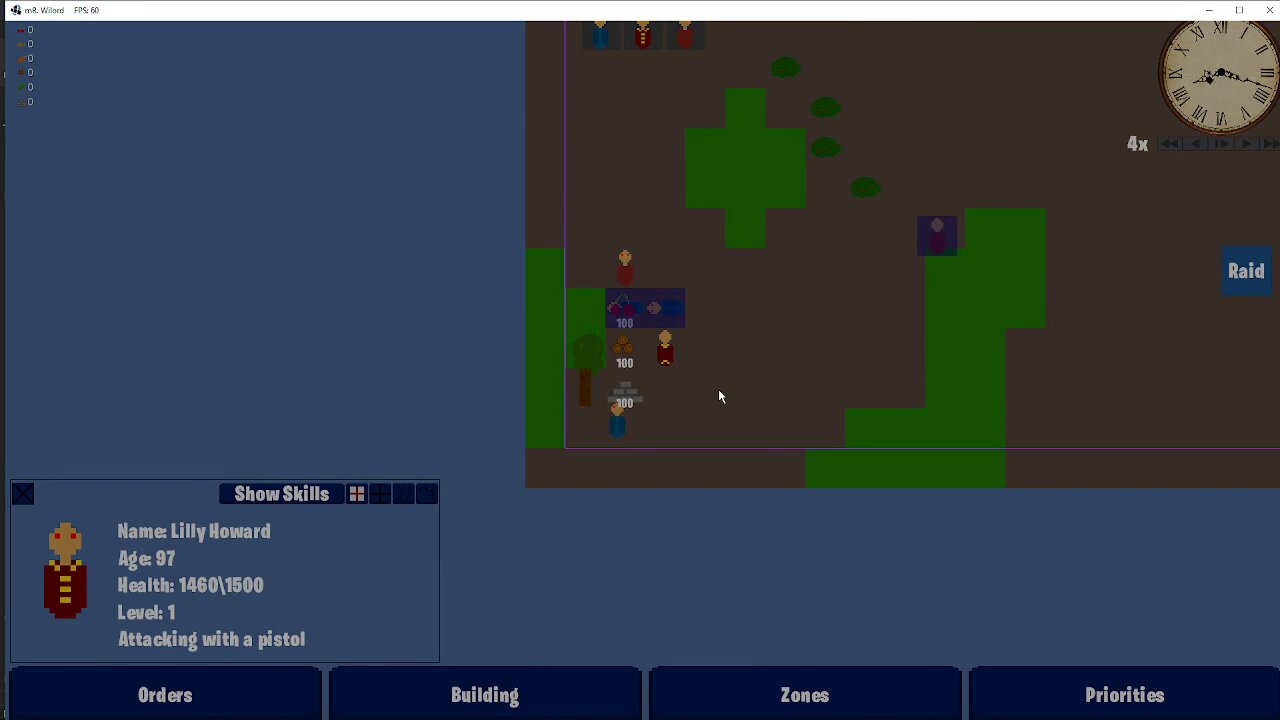 mR. Wilord FPS: 60
0
0
0
0
0
0
4x
Raid
100
100
100
Show Skills
Name: Lilly Howard
Age: 97
Health: 1460\1500
Level: 1
Attacking with a pistol
Orders
Building
Zones
Priorities